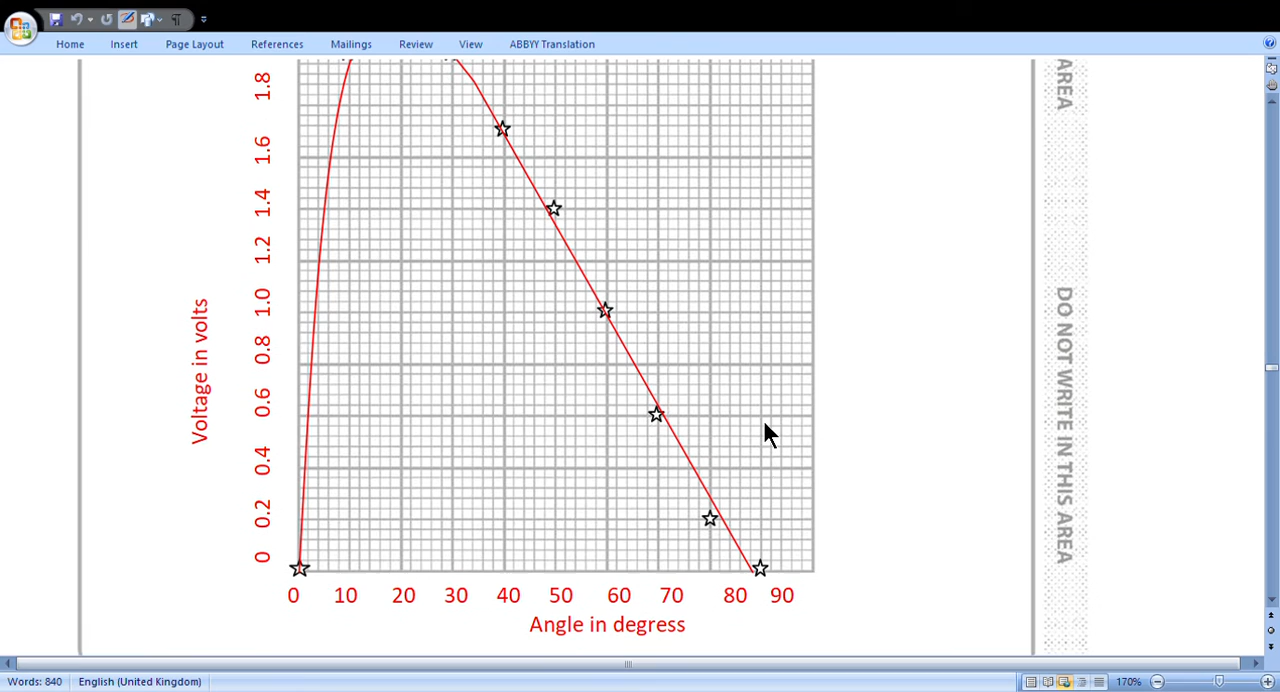 Home Insert Page Layout References Mailings Review View ABBYY Translation
AREA
1.8
1.6
1.4
1.2
1.0
0.8
0.6
0.4
0.2
0
Voltage in volts
DO NOT WRITE IN THIS AREA
0 10 20 30 40 50 60 70 80 90
Angle in degress
Words: 840 English (United Kingdom) 170%